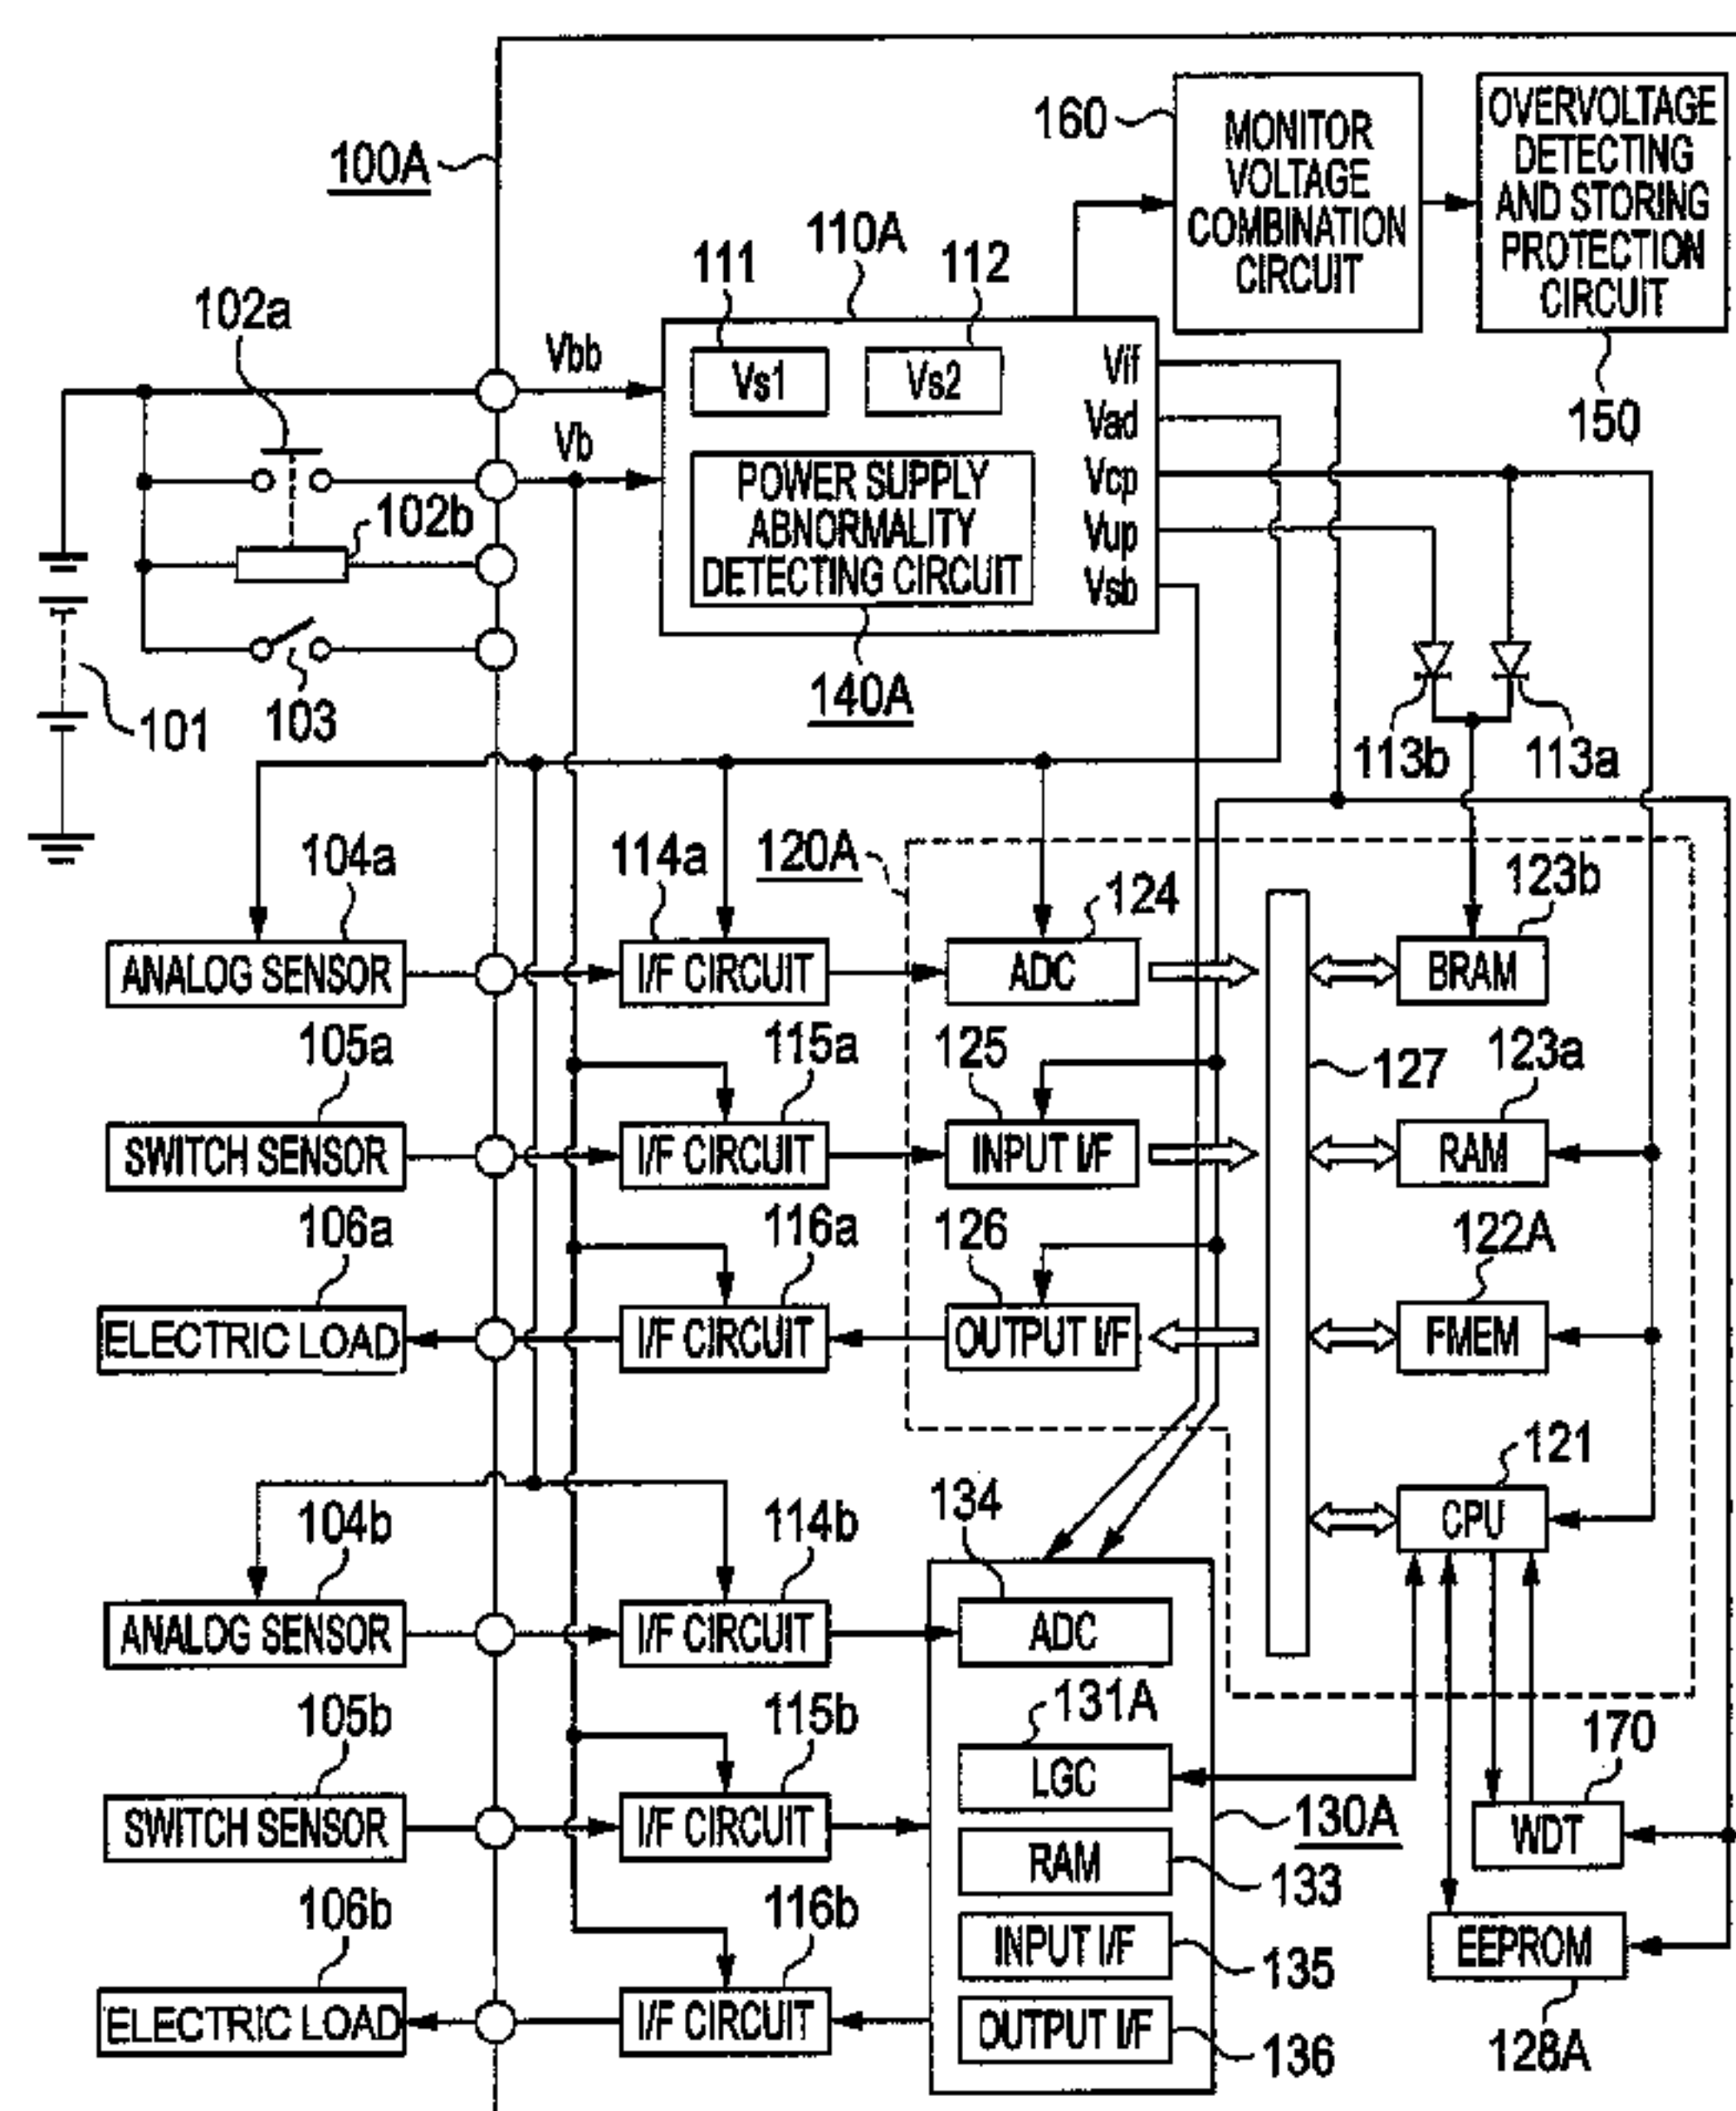 160
MONITOR
VOLTAGE
COMBINATION
CIRCUIT
OVERVOLTAGE
DETECTING
AND STORING
PROTECTION
CIRCUIT
150
100A
110A
111
112
102a
Vbb
Vb
Vs1
Vs2
Vif
Vad
Vcp
Vup
Vsb
POWER SUPPLY
ABNORMALITY
DETECTING CIRCUIT
140A
102b
101
103
113b
113a
104a
114a
120A
124
123b
ANALOG SENSOR
I/F CIRCUIT
ADC
BRAM
105a
115a
125
127
123a
SWITCH SENSOR
I/F CIRCUIT
INPUT I/F
RAM
106a
116a
126
122A
ELECTRIC LOAD
I/F CIRCUIT
OUTPUT I/F
FMEM
121
CPU
104b
114b
134
ANALOG SENSOR
I/F CIRCUIT
ADC
105b
115b
131A
170
LGC
SWITCH SENSOR
I/F CIRCUIT
130A
WDT
RAM
133
106b
116b
INPUT I/F
135
EEPROM
ELECTRIC LOAD
I/F CIRCUIT
OUTPUT I/F
136
128A